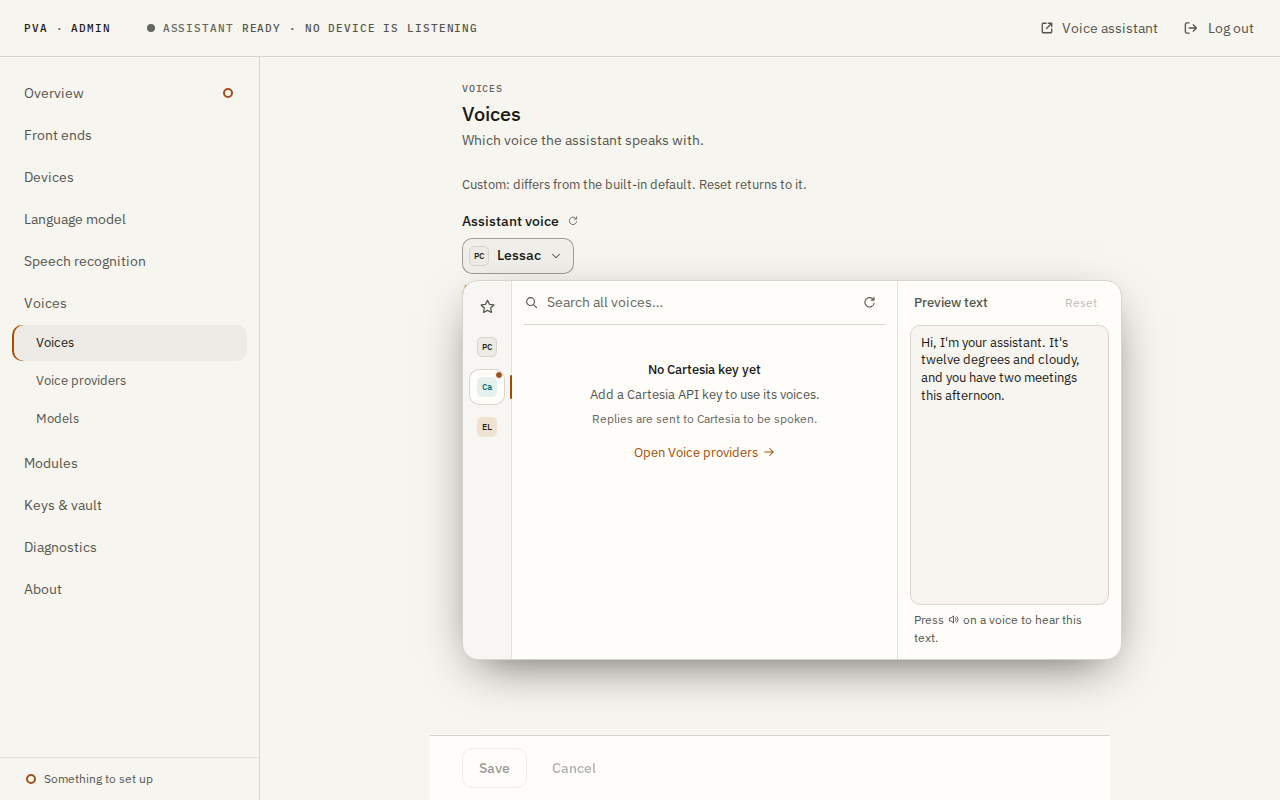 PVA · ADMIN
ASSISTANT READY · NO DEVICE IS LISTENING
Voice assistant
Log out
Overview
Front ends
Devices
Language model
Speech recognition
Voices
Voices
Voice providers
Models
Modules
Keys & vault
Diagnostics
About
Something to set up
VOICES
Voices
Which voice the assistant speaks with.
Custom: differs from the built-in default. Reset returns to it.
Assistant voice
PC Lessac
PC
Ca
EL
Search all voices...
No Cartesia key yet
Add a Cartesia API key to use its voices.
Replies are sent to Cartesia to be spoken.
Open Voice providers →
Preview text
Reset
Hi, I'm your assistant. It's
twelve degrees and cloudy,
and you have two meetings
this afternoon.
Press on a voice to hear this
text.
Save
Cancel